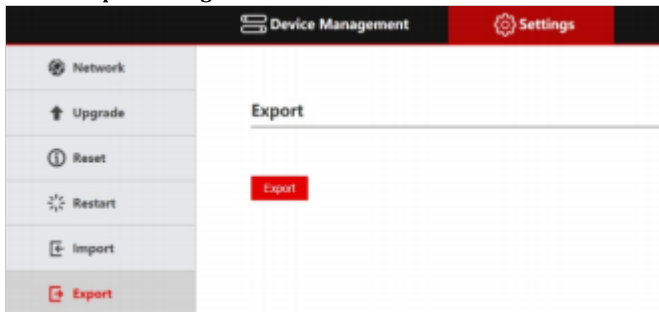 Device Management
Settings
Network
Upgrade
Export
Reset
Export
Restart
Import
Export